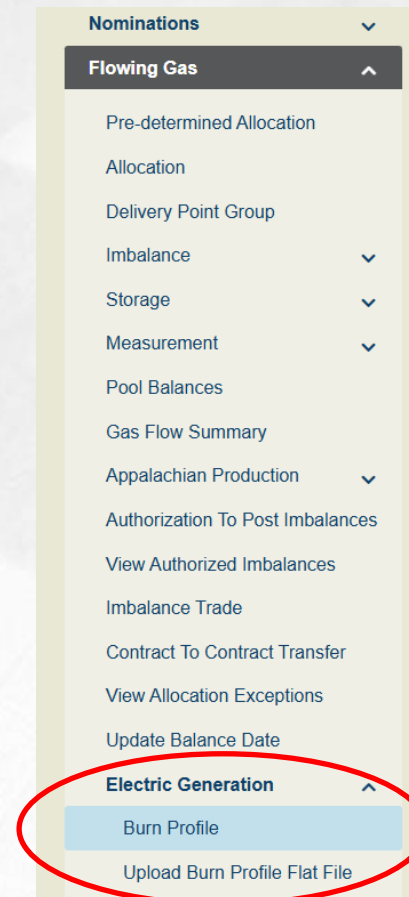 Nominations
Flowing Gas
Pre-determined Allocation
Allocation
Delivery Point Group
Imbalance
Storage
Measurement
Pool Balances
Gas Flow Summary
Appalachian Production
Authorization To Post Imbalances
View Authorized Imbalances
Imbalance Trade
Contract To Contract Transfer
View Allocation Exceptions
Update Balance Date
Electric Generation
Burn Profile
Upload Burn Profile Flat File